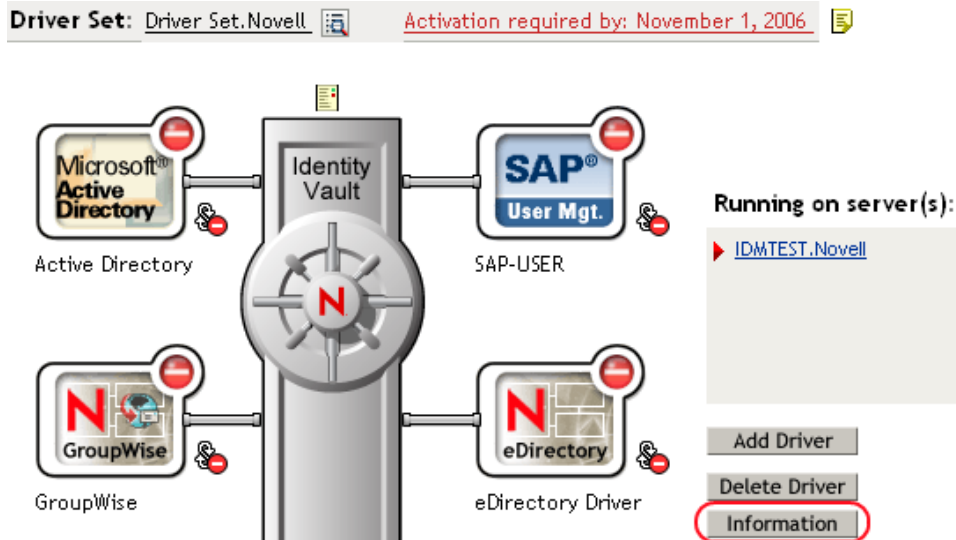 Driver Set: Driver Set.Novell Activation required by: November 1, 2006
Microsoft®
Active
Directory
Active Directory
Identity
Vault
SAP®
User Mgt.
SAP-USER
Running on server(s):
IDMTEST.Novell
N
N
GroupWise
GroupWise
N
eDirectory
eDirectory Driver
Add Driver
Delete Driver
Information